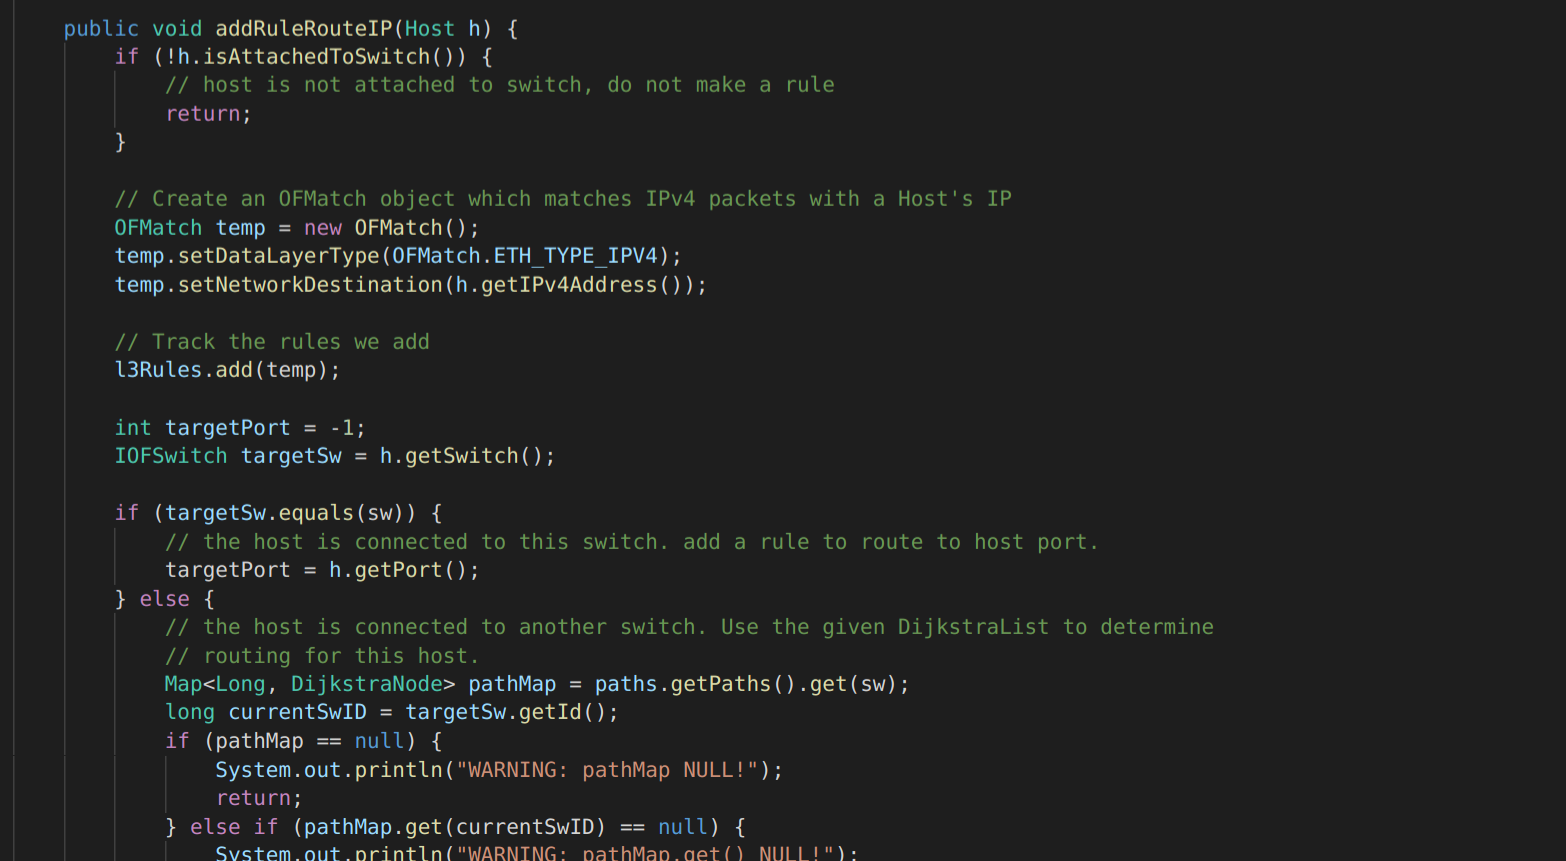 public void addRuleRouteIP(Host h) {
if (!h.isAttachedToSwitch()) {
// host is not attached to switch, do not make a rule
return;
}
// Create an OFMatch object which matches IPv4 packets with a Host's IP
OFMatch temp = new OFMatch();
temp.setDataLayerType(OFMatch.ETH_TYPE_IPV4);
temp.setNetworkDestination(h.getIPv4Address());
// Track the rules we add
l3Rules.add(temp);
int targetPort = -1;
IOFSwitch targetSw = h.getSwitch();
if (targetSw.equals(sw)) {
// the host is connected to this switch. add a rule to route to host port.
targetPort = h.getPort();
} else {
// the host is connected to another switch. Use the given DijkstraList to determine
// routing for this host.
Map<Long, DijkstraNode> pathMap = paths.getPaths().get(sw);
long currentSwID = targetSw.getId();
if (pathMap == null) {
System.out.println("WARNING: pathMap NULL!");
return;
} else if (pathMap.get(currentSwID) == null) {
System.out.println("WARNING: pathMap.get() NULL!");